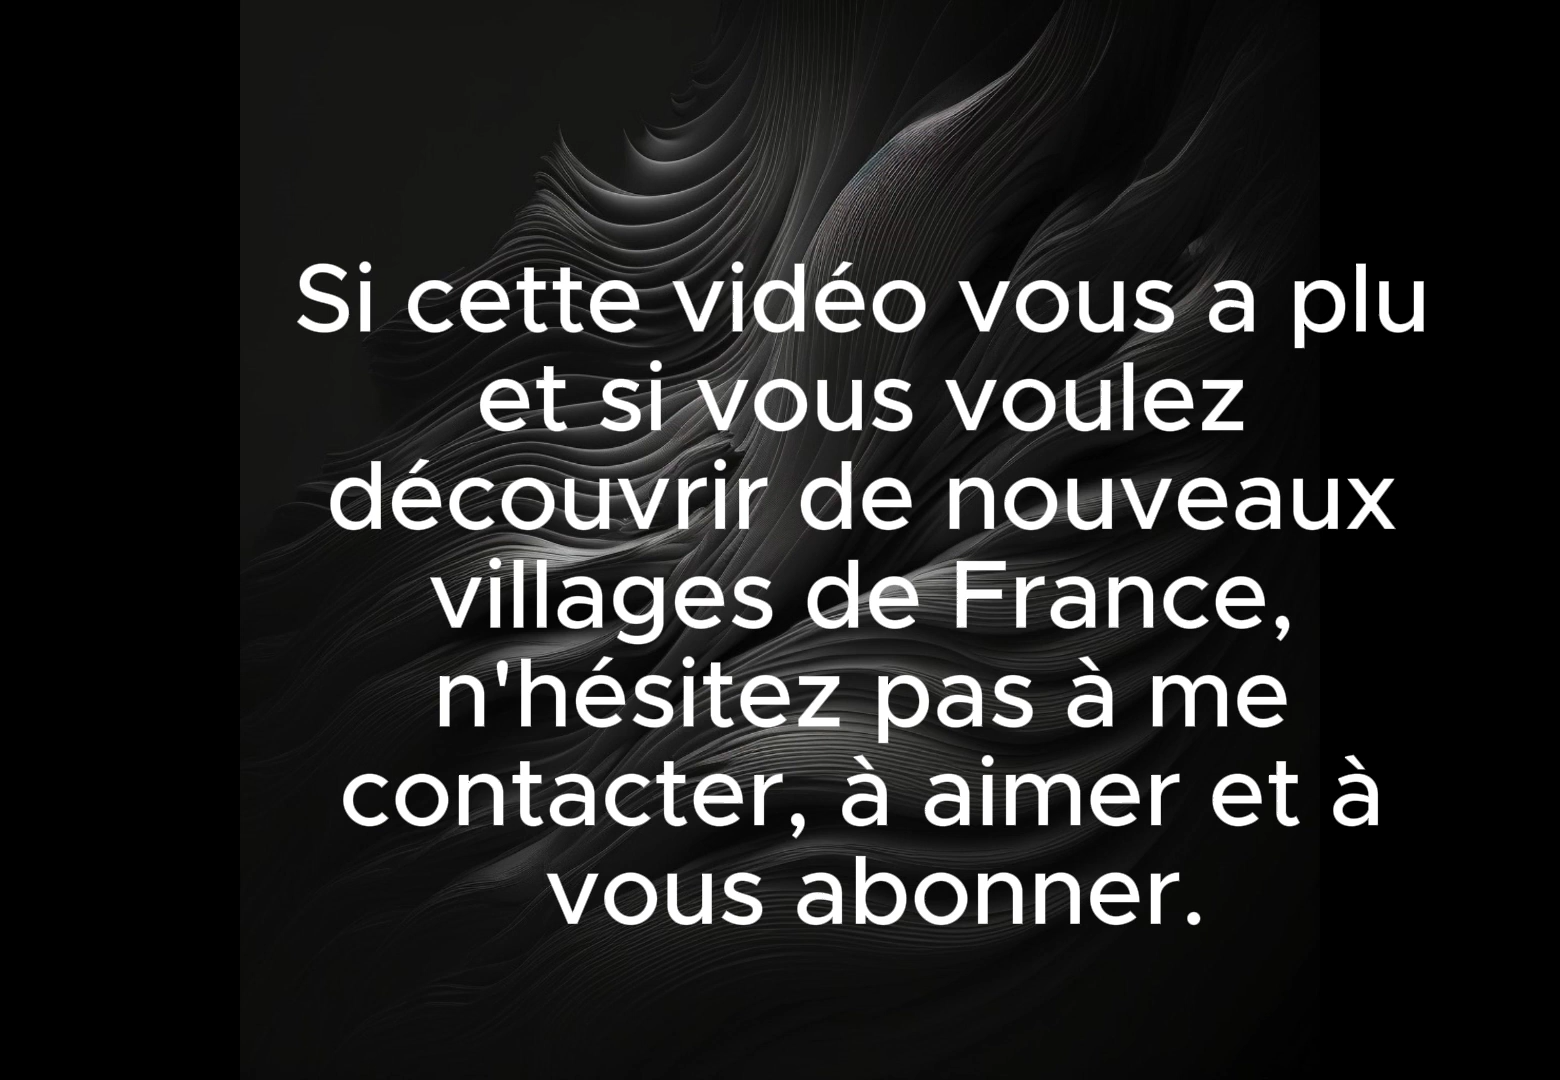 Si cette vidéo vous a plu
et si vous voulez
découvrir de nouveaux
villages de France,
n'hésitez pas à me
contacter, à aimer et à
vous abonner.